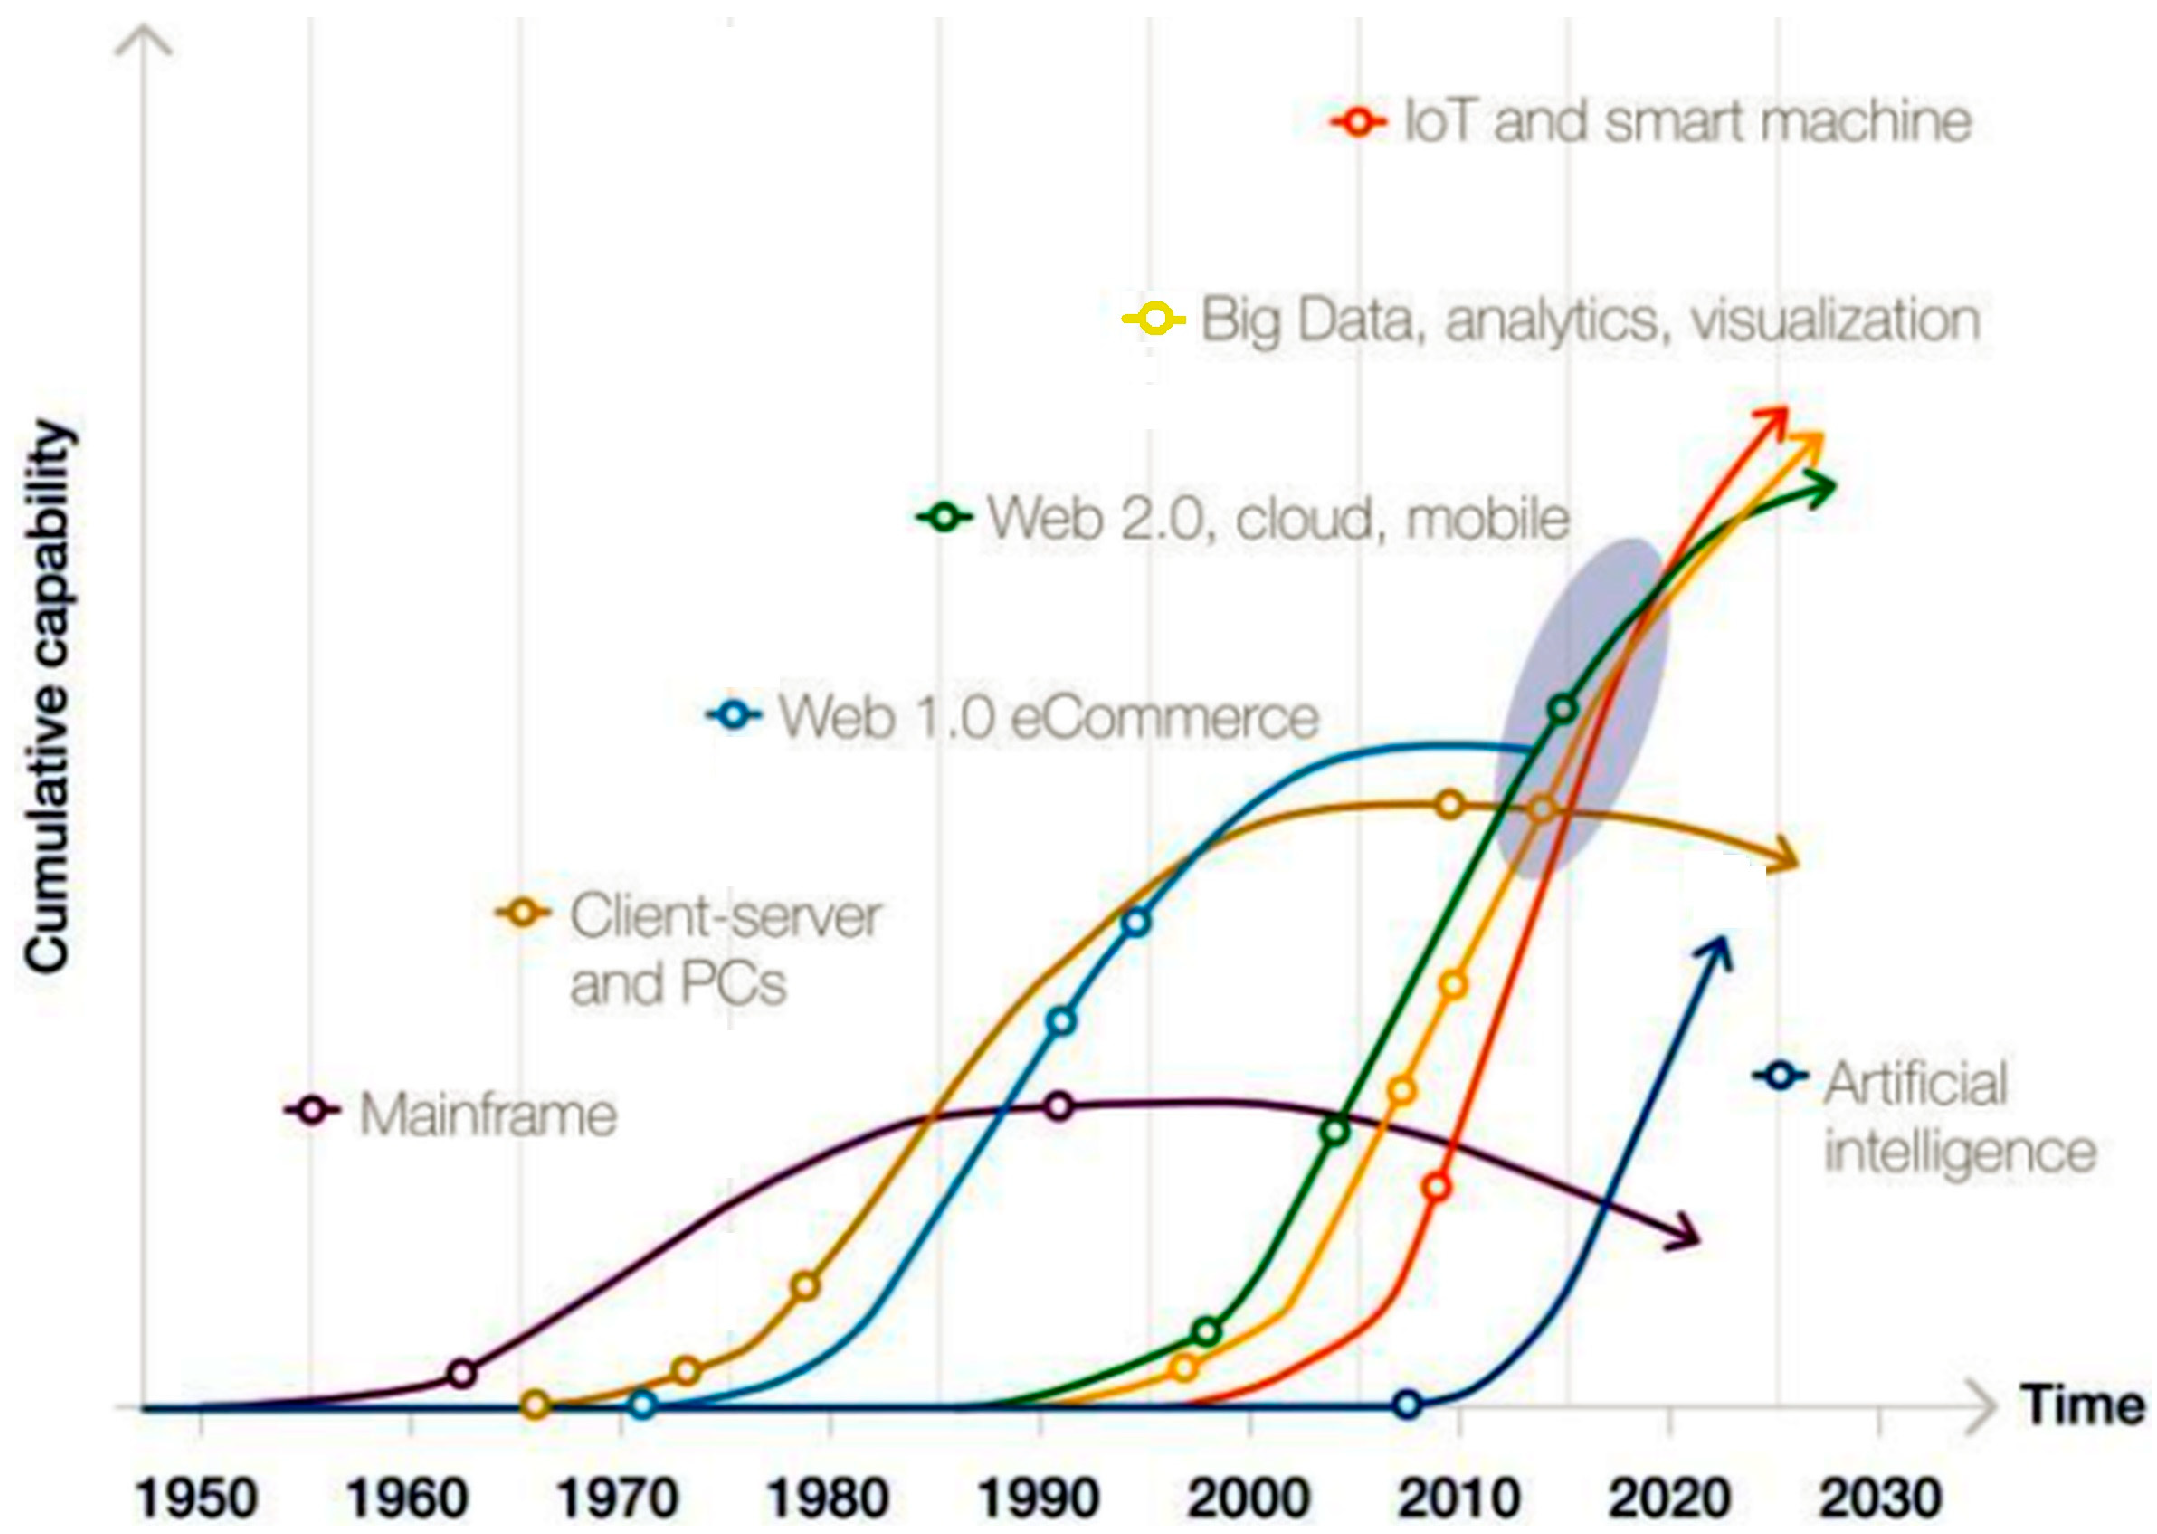 IoT and smart machine
Big Data, analytics, visualization
Web 2.0, cloud, mobile
Web 1.0 eCommerce
Client-server
and PCs
Mainframe
Artificial
intelligence
Cumulative capability
Time
1950 1960 1970 1980 1990 2000 2010 2020 2030